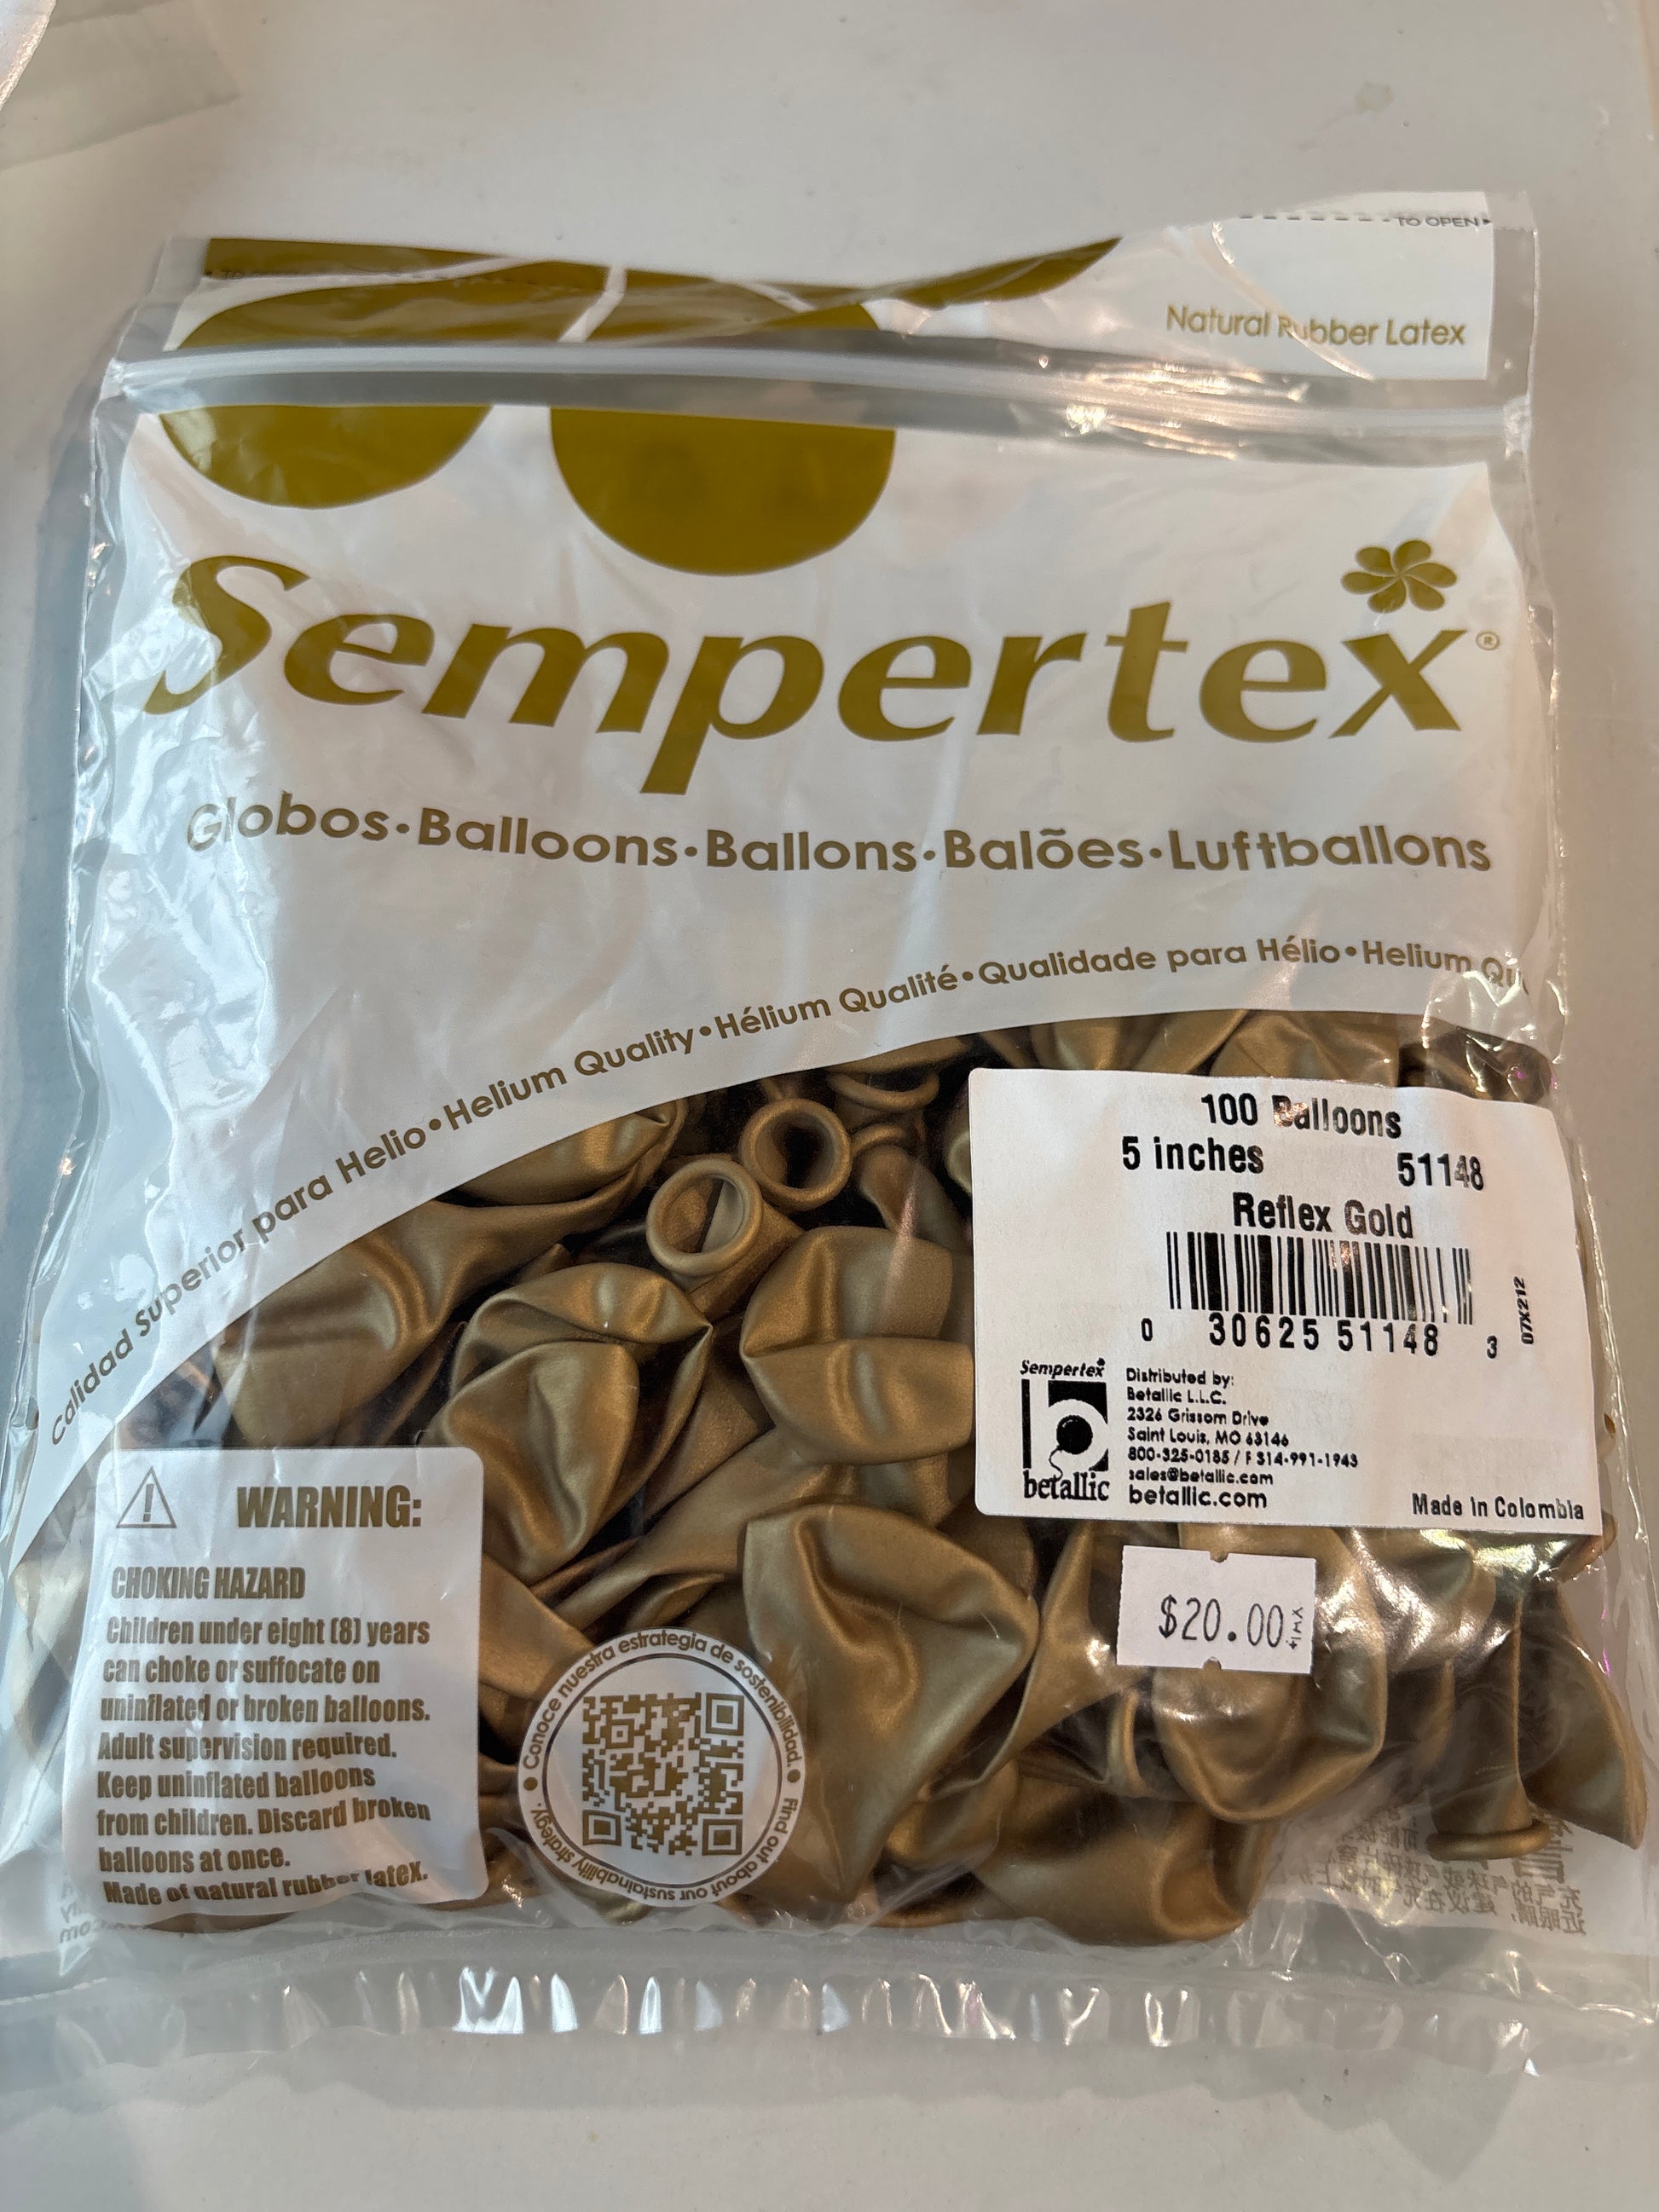 TO OPEN
Natural Rubber Latex
Sempertex®
Globos•Balloons•Ballons•Balões•Luftballons
Calidad Superior para Helio•Helium Quality•Hélium Qualité•Qualidade para Hélio•Helium
100 Balloons
5 inches 51148
Reflex Gold
0 30625 51148 3
07X212
Sempertex
betallic
Distributed by:
Betallic L.L.C.
2326 Grissom Drive
Saint Louis, MO 63146
800-325-0185 / F 314-991-1943
sales@betallic.com
betallic.com
Made in Colombia
$20.00
WARNING:
CHOKING HAZARD
Children under eight (8) years
can choke or suffocate on
uninflated or broken balloons.
Adult supervision required.
Keep uninflated balloons
from children. Discard broken
balloons at once.
Made of natural rubber latex.
• Conoce nuestra estrategia de sostenibilidad.
• Find out about our sustainability strategy.